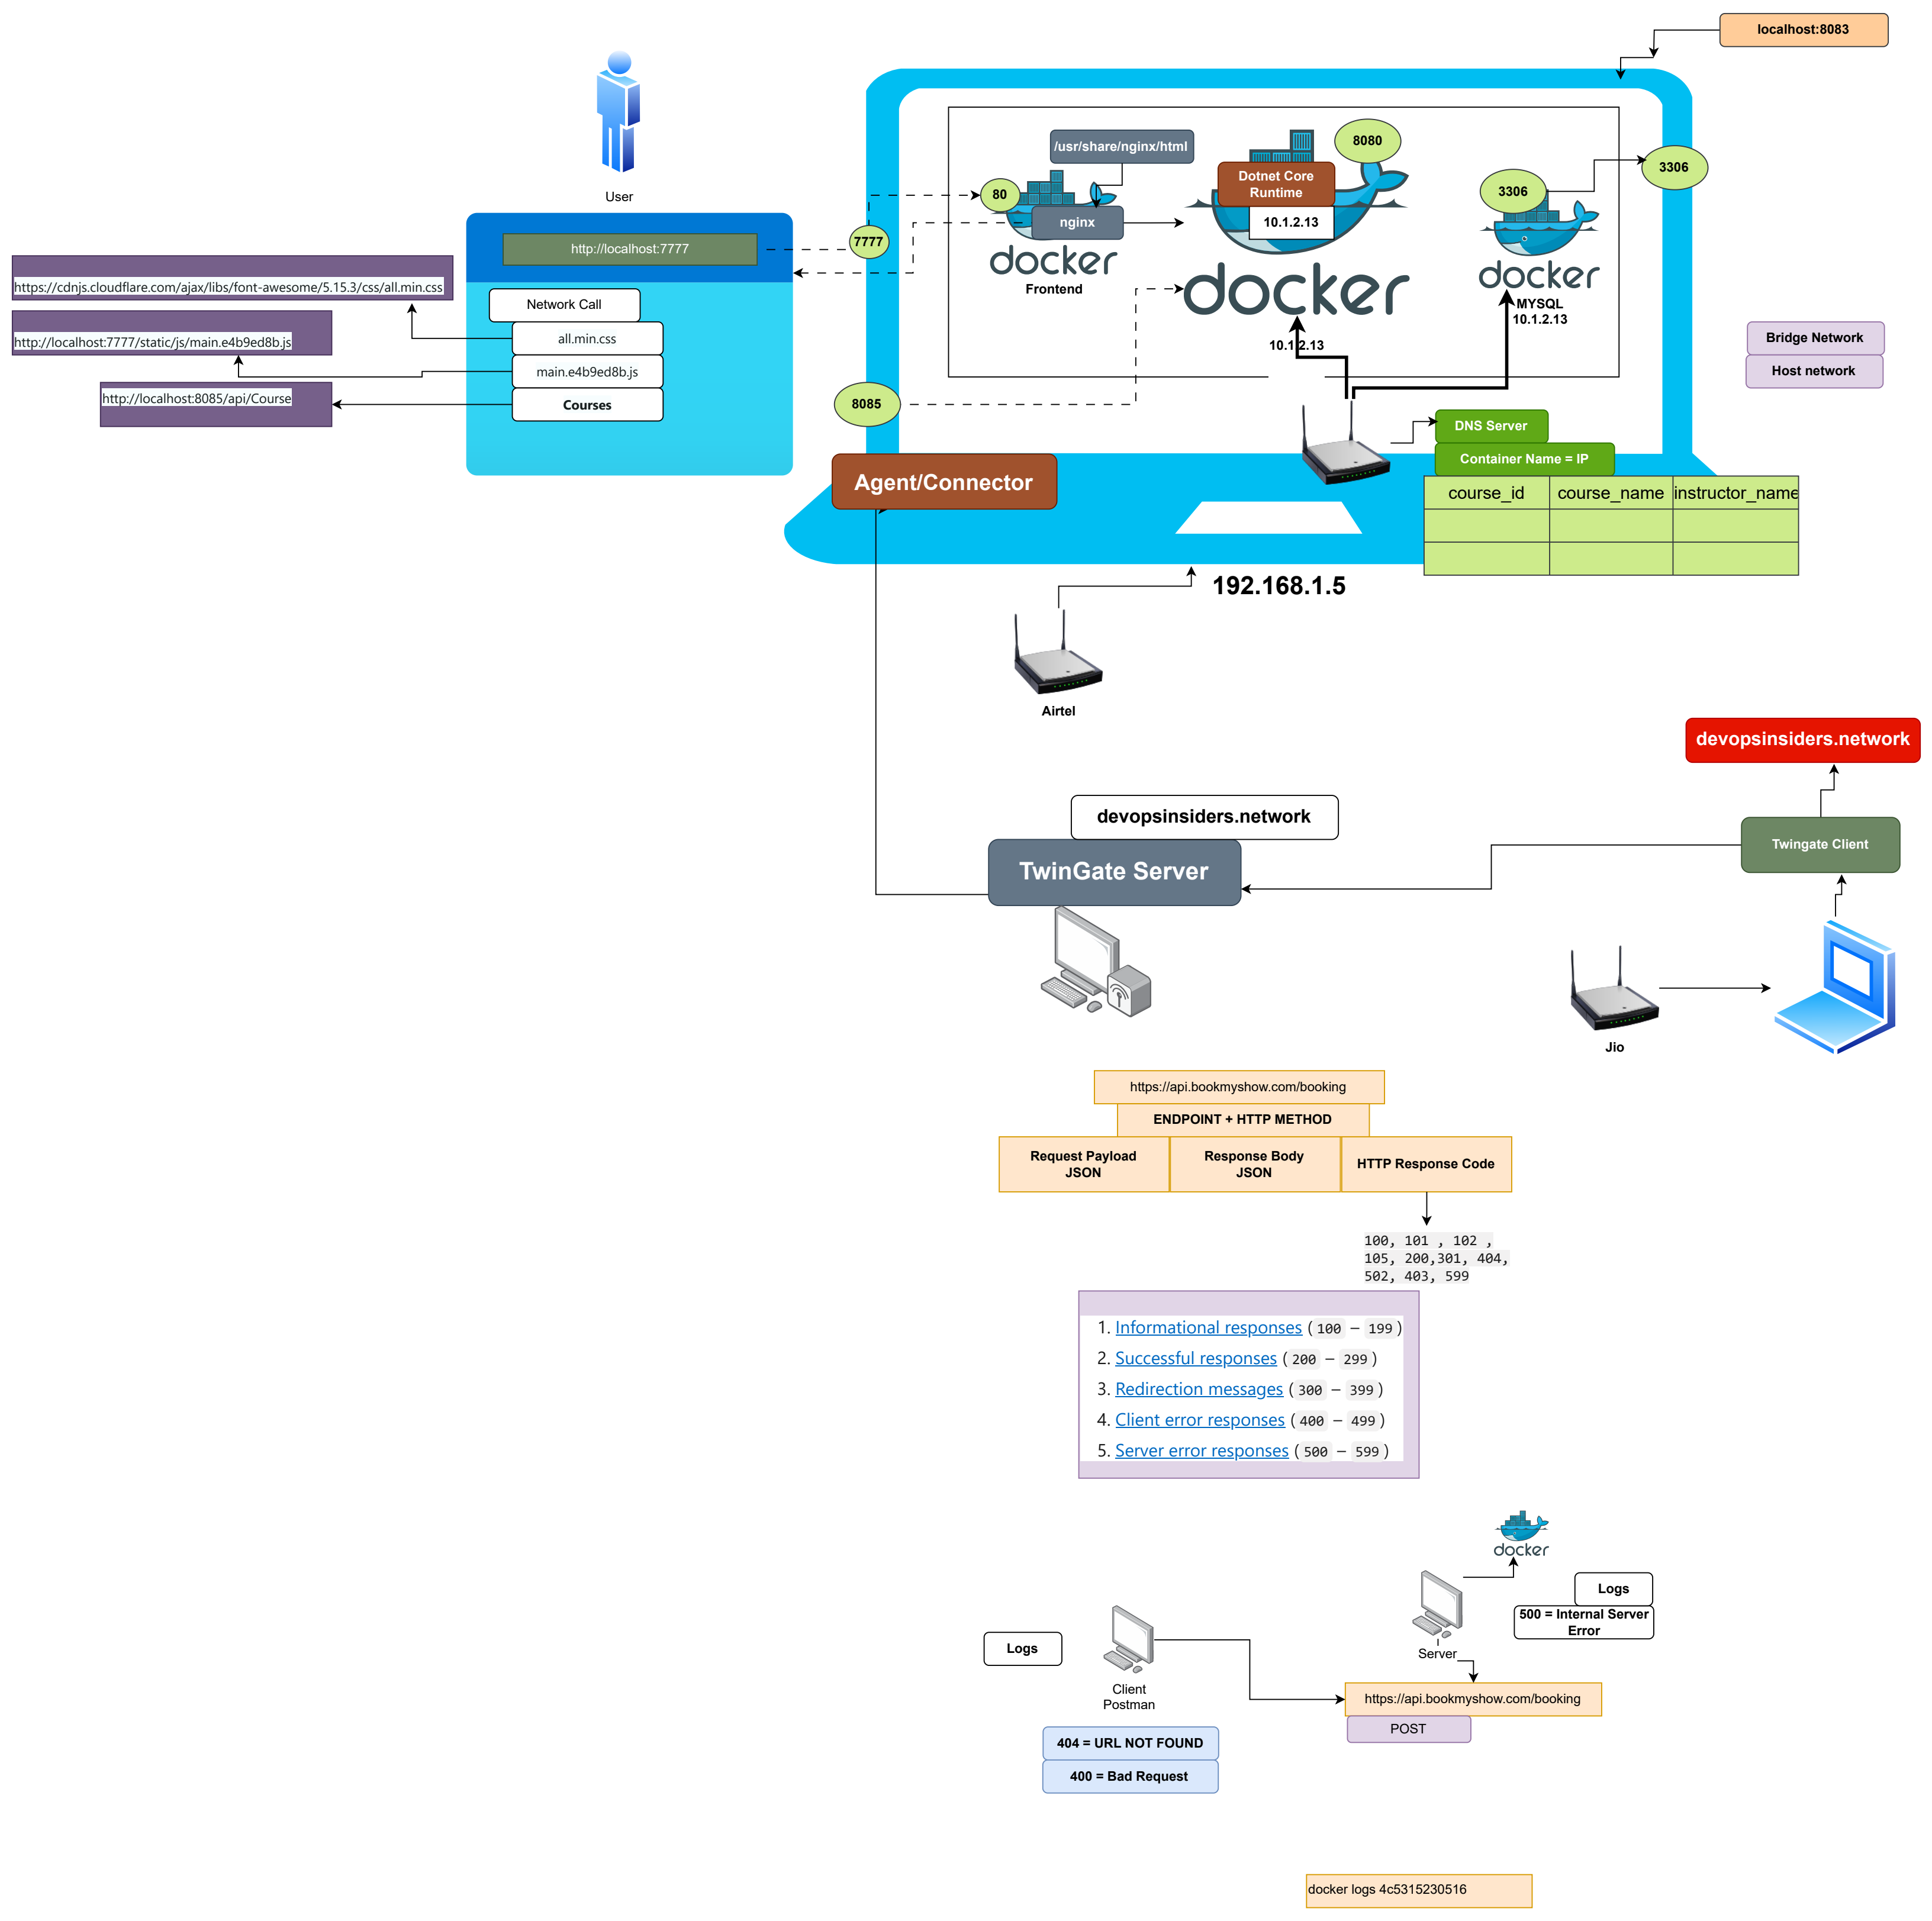 localhost:8083
User
http://localhost:7777
Network Call
all.min.css
main.e4b9ed8b.js
Courses
https://cdnjs.cloudflare.com/ajax/libs/font-awesome/5.15.3/css/all.min.css
http://localhost:7777/static/js/main.e4b9ed8b.js
http://localhost:8085/api/Course
7777
8085
/usr/share/nginx/html
80
nginx
docker
Frontend
8080
Dotnet Core
Runtime
10.1.2.13
docker
10.1.2.13
3306
3306
docker
MYSQL
10.1.2.13
Bridge Network
Host network
DNS Server
Container Name = IP
course_id course_name instructor_name
Agent/Connector
192.168.1.5
Airtel
devopsinsiders.network
devopsinsiders.network
TwinGate Server
Twingate Client
Jio
https://api.bookmyshow.com/booking
ENDPOINT + HTTP METHOD
Request Payload
JSON
Response Body
JSON
HTTP Response Code
100, 101 , 102 ,
105, 200,301, 404,
502, 403, 599
1. Informational responses ( 100 – 199 )
2. Successful responses ( 200 – 299 )
3. Redirection messages ( 300 – 399 )
4. Client error responses ( 400 – 499 )
5. Server error responses ( 500 – 599 )
docker
Logs
500 = Internal Server
Error
Server
Logs
Client
Postman
https://api.bookmyshow.com/booking
POST
404 = URL NOT FOUND
400 = Bad Request
docker logs 4c5315230516